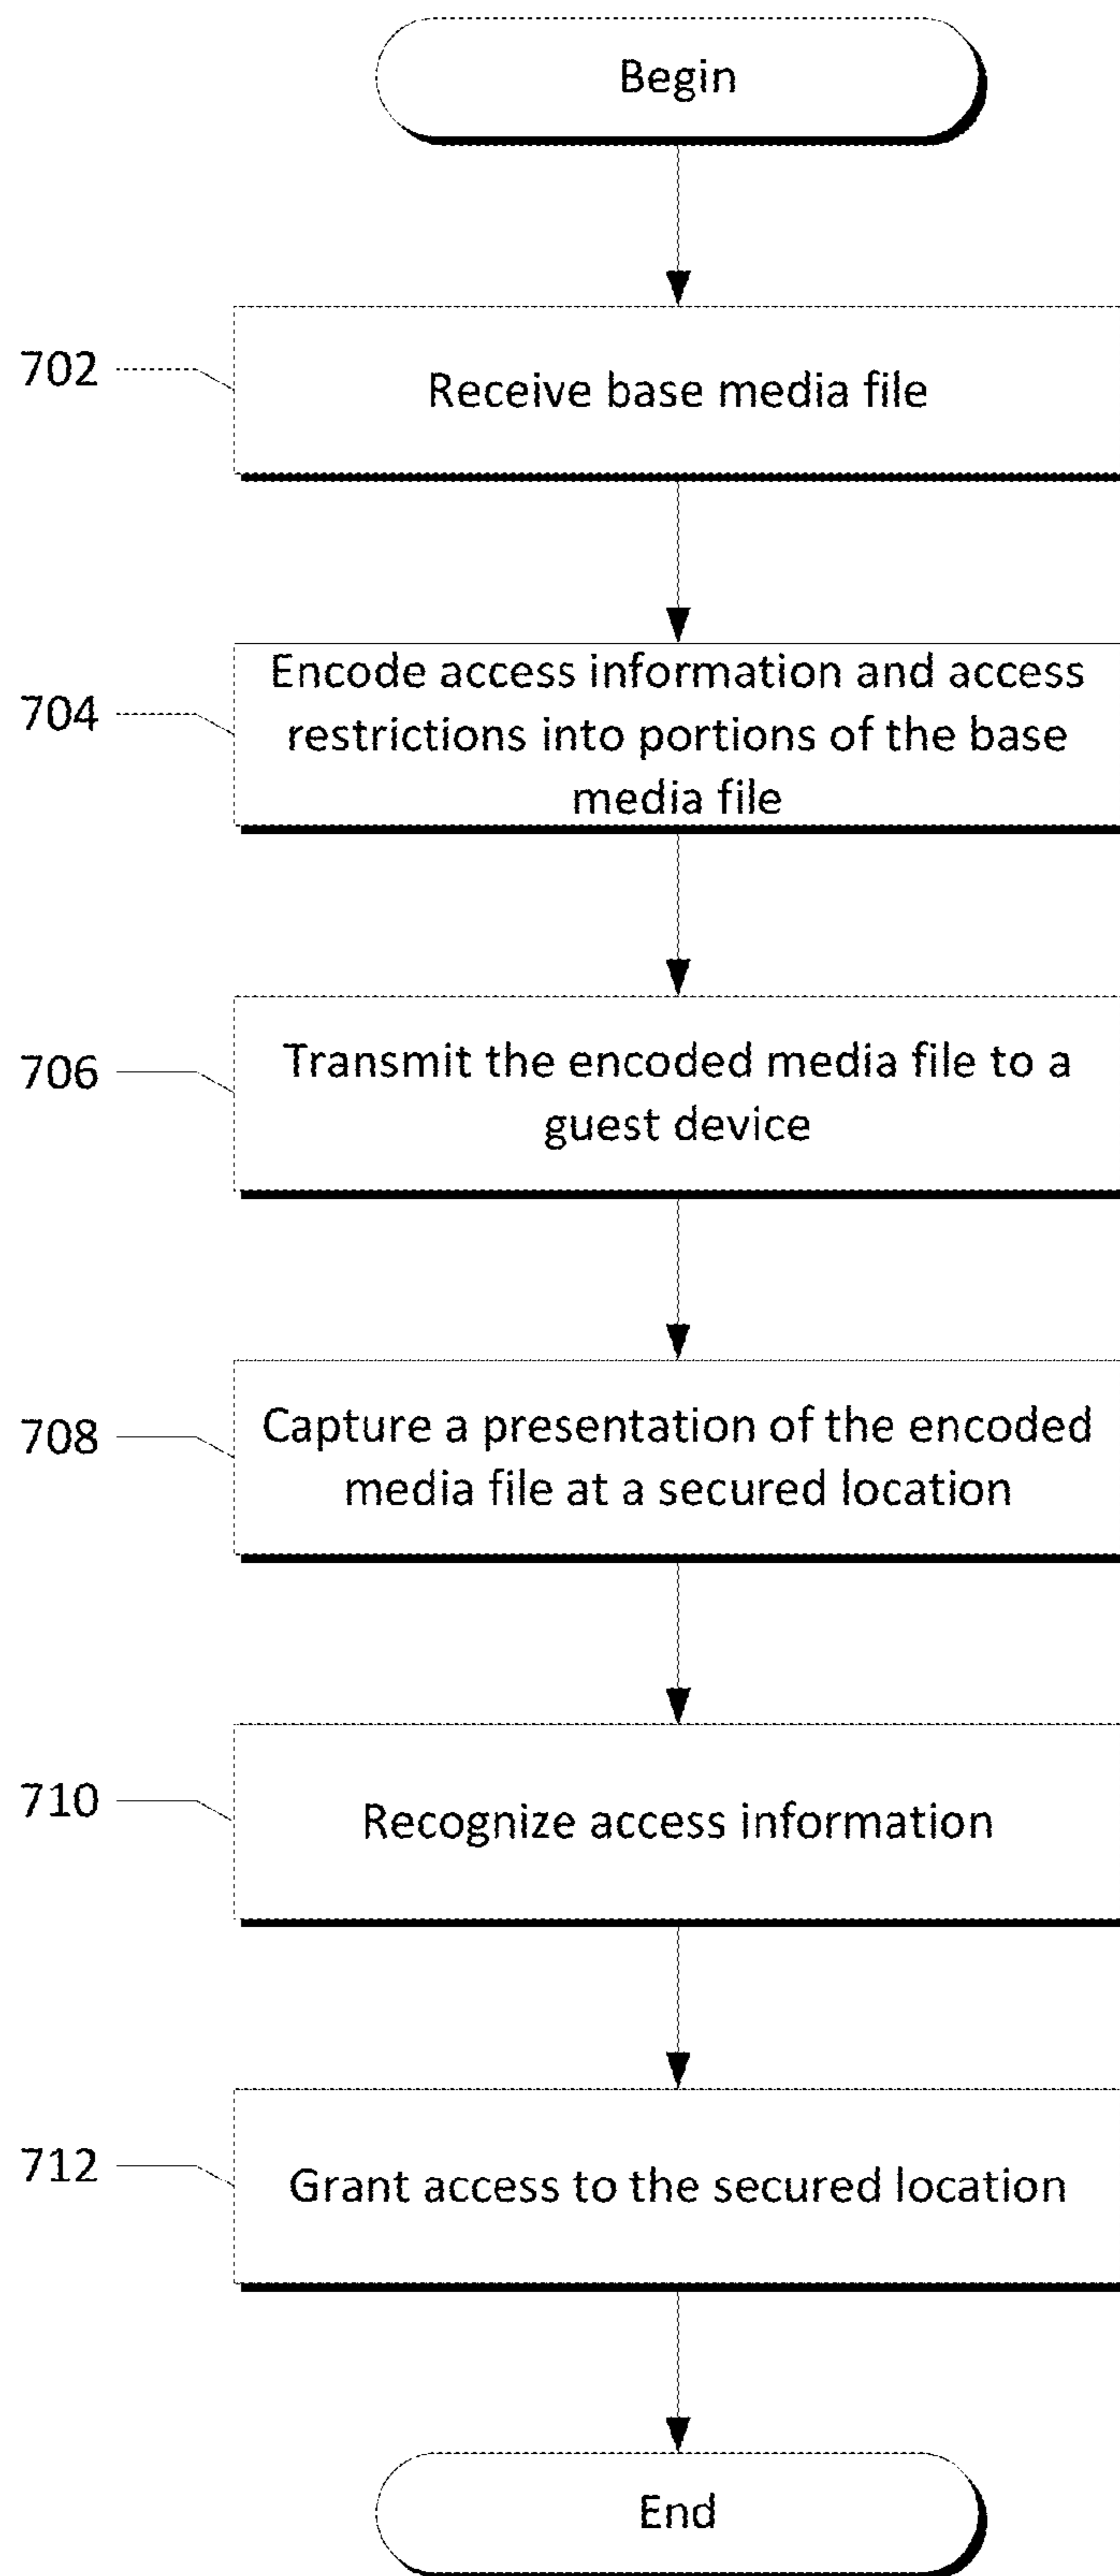 Begin
702
Receive base media file
704
Encode access information and access
restrictions into portions of the base
media file
706
Transmit the encoded media file to a
guest device
708
Capture a presentation of the encoded
media file at a secured location
710
Recognize access information
712
Grant access to the secured location
End